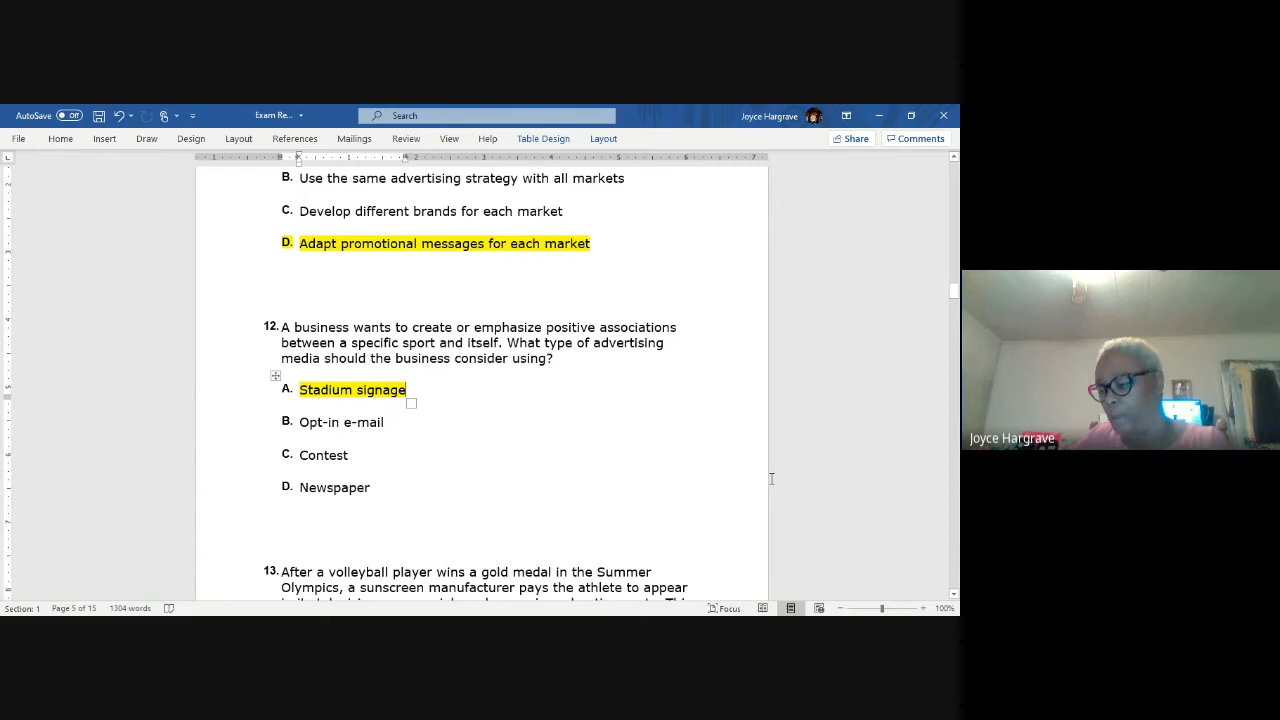 AutoSave Off Exam Re... Search Joyce Hargrave
File Home Insert Draw Design Layout References Mailings Review View Help Table Design Layout Share Comments
B. Use the same advertising strategy with all markets
C. Develop different brands for each market
D. Adapt promotional messages for each market
12. A business wants to create or emphasize positive associations
between a specific sport and itself. What type of advertising
media should the business consider using?
A. Stadium signage
B. Opt-in e-mail
C. Contest
D. Newspaper
13. After a volleyball player wins a gold medal in the Summer
Olympics, a sunscreen manufacturer pays the athlete to appear
Section: 1 Page 5 of 15 1304 words Focus 100%
Joyce Hargrave